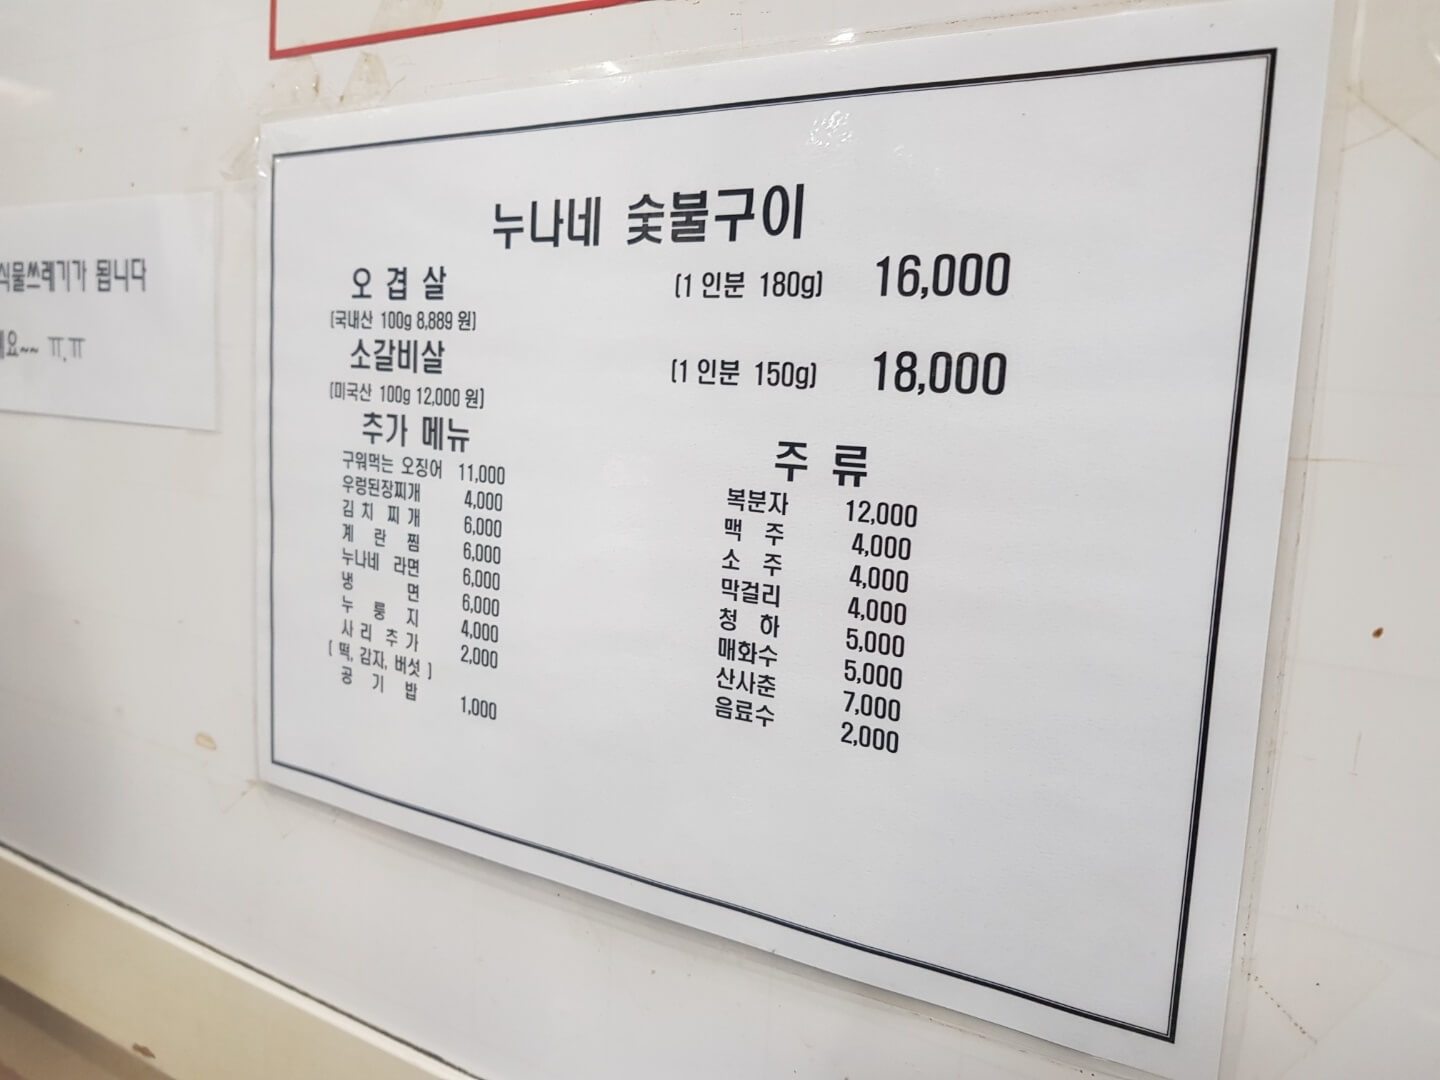 식물쓰레기가 됩니다
요~~ ㅠ.ㅠ
누나네 숯불구이
오겹살 (1인분 180g) 16,000
(국내산 100g 8,889원)
소갈비살 (1인분 150g) 18,000
(미국산 100g 12,000원)
추가 메뉴
구워먹는 오징어 11,000
우렁된장찌개 4,000
김치찌개 6,000
계란찜 6,000
누나네 라면 6,000
냉면 6,000
누룽지 4,000
사리추가 2,000
(떡, 감자, 버섯)
공기밥 1,000
주류
복분자 12,000
맥주 4,000
소주 4,000
막걸리 4,000
청하 5,000
매화수 5,000
산사춘 7,000
음료수 2,000